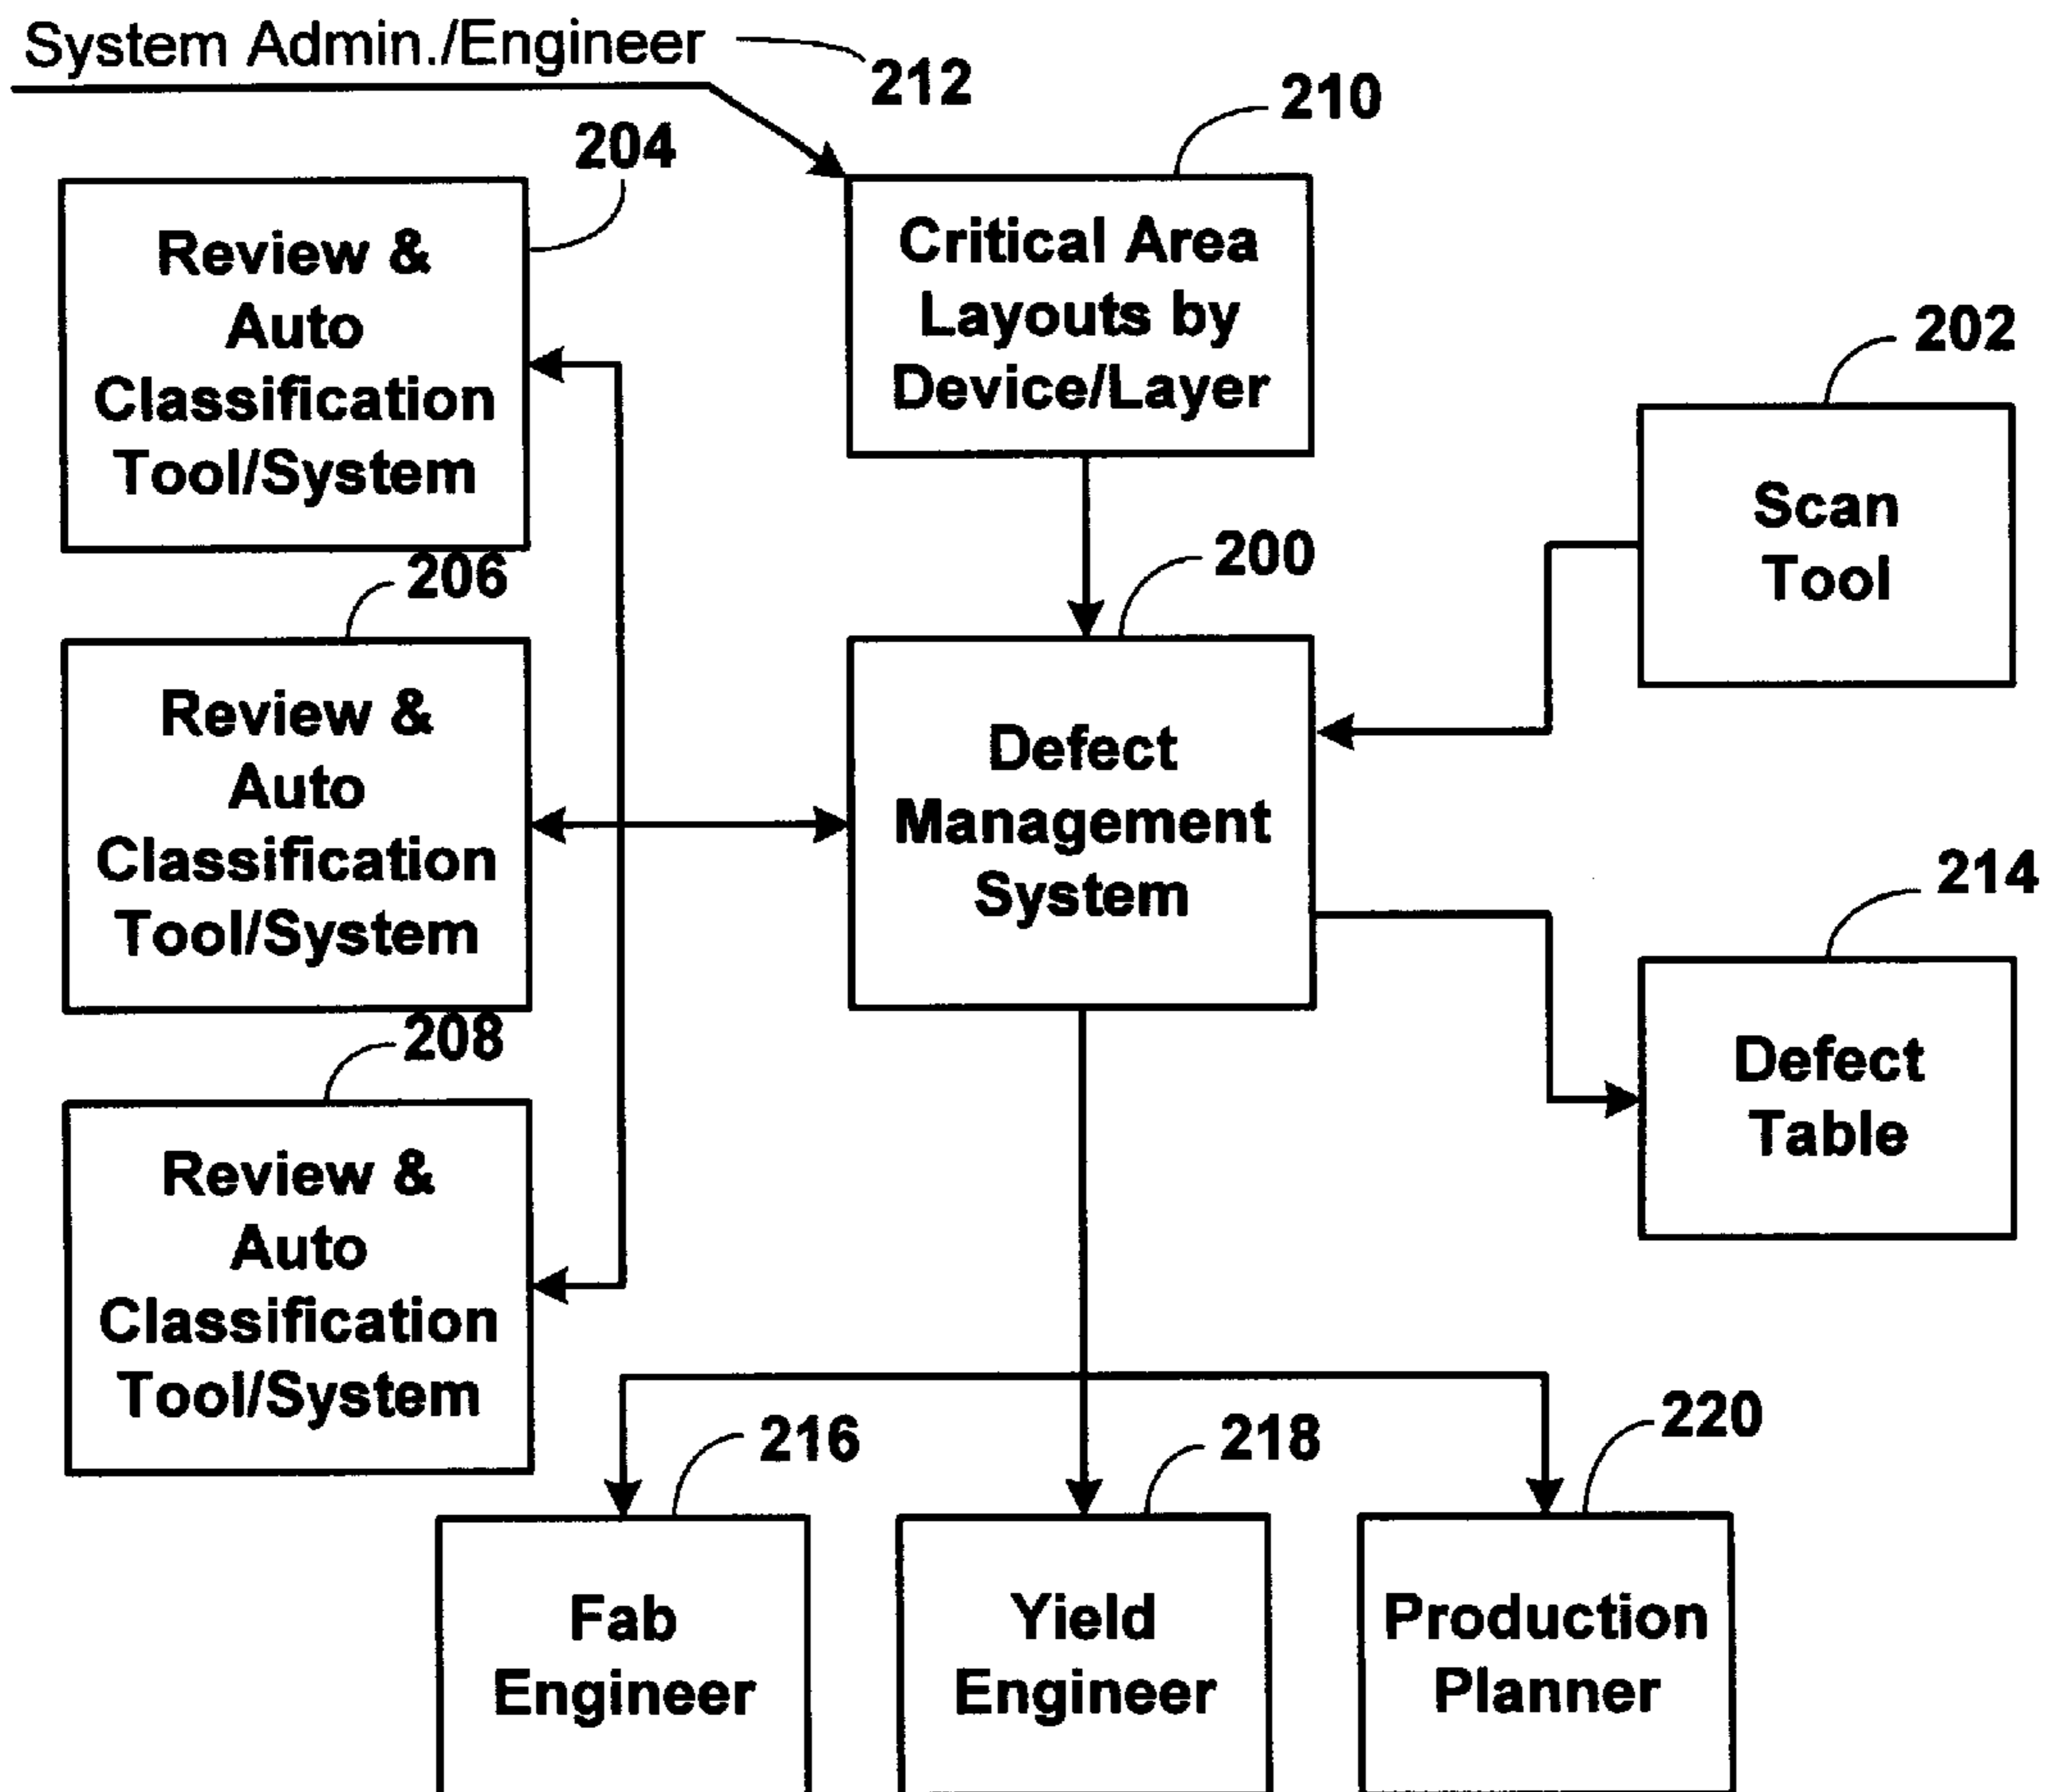 System Admin./Engineer
212
210
204
Review &
Auto
Classification
Tool/System
Critical Area
Layouts by
Device/Layer
202
Scan
Tool
206
200
Review &
Auto
Classification
Tool/System
Defect
Management
System
214
Defect
Table
208
Review &
Auto
Classification
Tool/System
216
218
220
Fab
Engineer
Yield
Engineer
Production
Planner